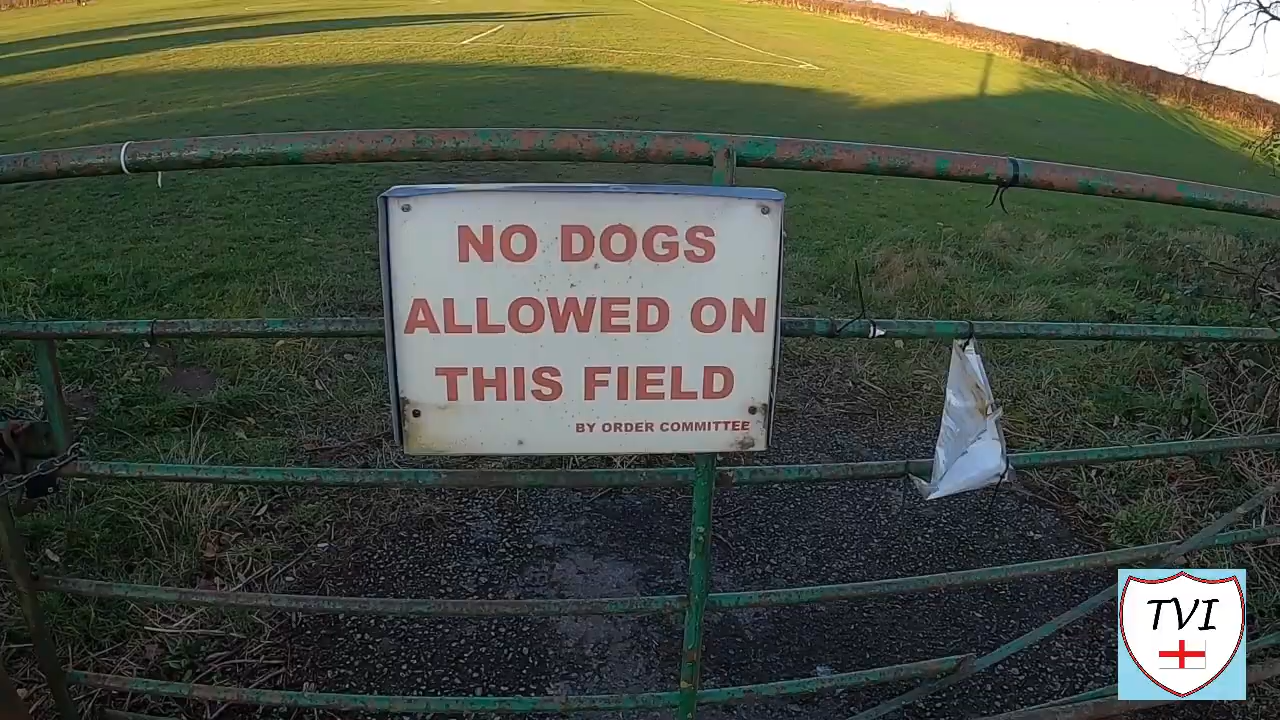 NO DOGS
ALLOWED ON
THIS FIELD
BY ORDER COMMITTEE
TVI